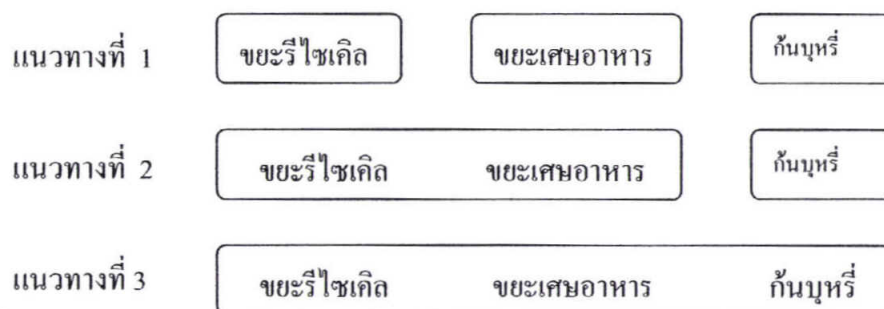 แนวทางที่ 1 ขยะรีไซเคิล ขยะเศษอาหาร ก้นบุหรี่
แนวทางที่ 2 ขยะรีไซเคิล ขยะเศษอาหาร ก้นบุหรี่
แนวทางที่ 3 ขยะรีไซเคิล ขยะเศษอาหาร ก้นบุหรี่